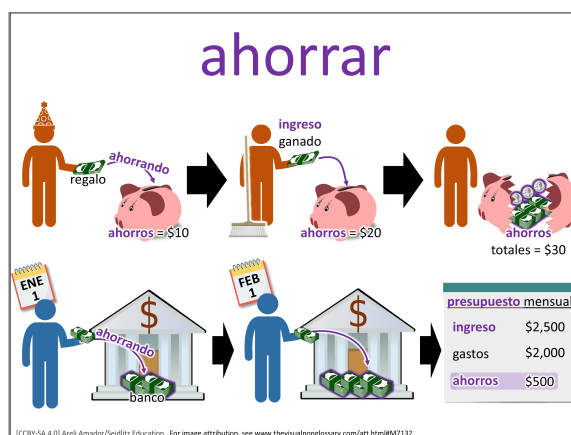 ahorrar
ahorrando
regalo
ahorros = $10
ingreso
ganado
ahorros = $20
ahorros
totales = $30
ENE
1
$
ahorrando
banco
FEB
1
$
presupuesto mensual
ingreso $2,500
gastos $2,000
ahorros $500
[CCBY-SA 4.0] Areli Amador/Seidlitz Education. For image attribution, see www.thevisualnonglossary.com/att.html#M7132